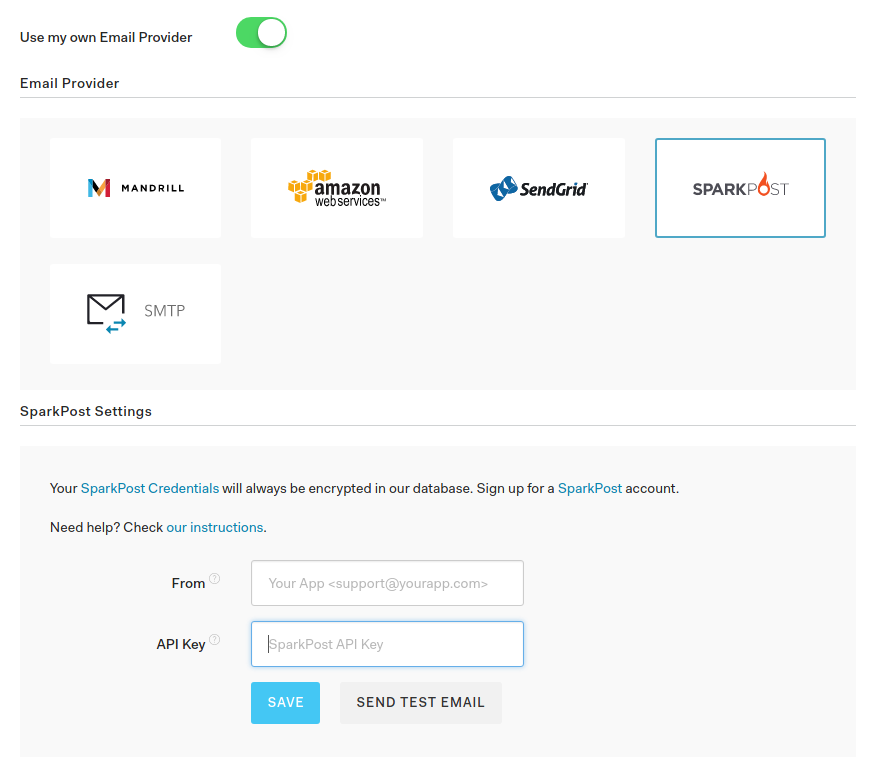 Use my own Email Provider
Email Provider
MANDRILL
amazon
web services™
SendGrid
SPARKPOST
SMTP
SparkPost Settings
Your SparkPost Credentials will always be encrypted in our database. Sign up for a SparkPost account.
Need help? Check our instructions.
From ?
Your App <support@yourapp.com>
API Key ?
SparkPost API Key
SAVE
SEND TEST EMAIL